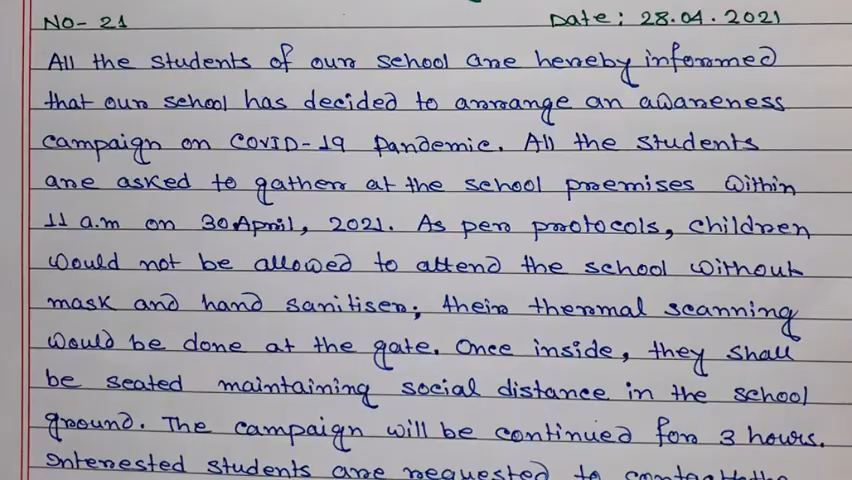 NO- 21 Date: 28.04.2021
All the students of our school are hereby informed
that our school has decided to arrange an awareness
campaign on COVID-19 Pandemic. All the students
are asked to gather at the school premises within
11 a.m on 30 April, 2021. As per protocols, children
would not be allowed to attend the school without
mask and hand sanitiser; their thermal scanning
would be done at the gate. Once inside, they shall
be seated maintaining social distance in the school
ground. The campaign will be continued for 3 hours.
Interested students are requested to contact the